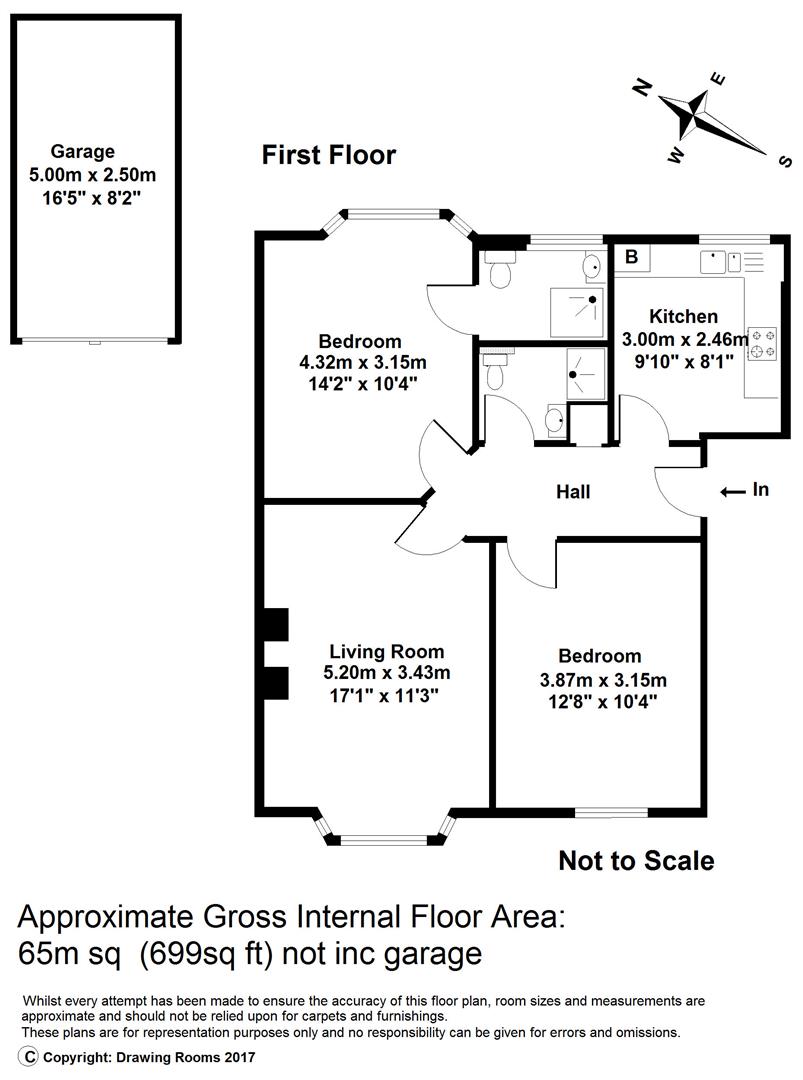 N
E
W
S
Garage
5.00m x 2.50m
16'5" x 8'2"
First Floor
B
Kitchen
3.00m x 2.46m
9'10" x 8'1"
Bedroom
4.32m x 3.15m
14'2" x 10'4"
Hall
In
Living Room
5.20m x 3.43m
17'1" x 11'3"
Bedroom
3.87m x 3.15m
12'8" x 10'4"
Not to Scale
Approximate Gross Internal Floor Area:
65m sq (699sq ft) not inc garage
Whilst every attempt has been made to ensure the accuracy of this floor plan, room sizes and measurements are
approximate and should not be relied upon for carpets and furnishings.
These plans are for representation purposes only and no responsibility can be given for errors and omissions.
© Copyright: Drawing Rooms 2017